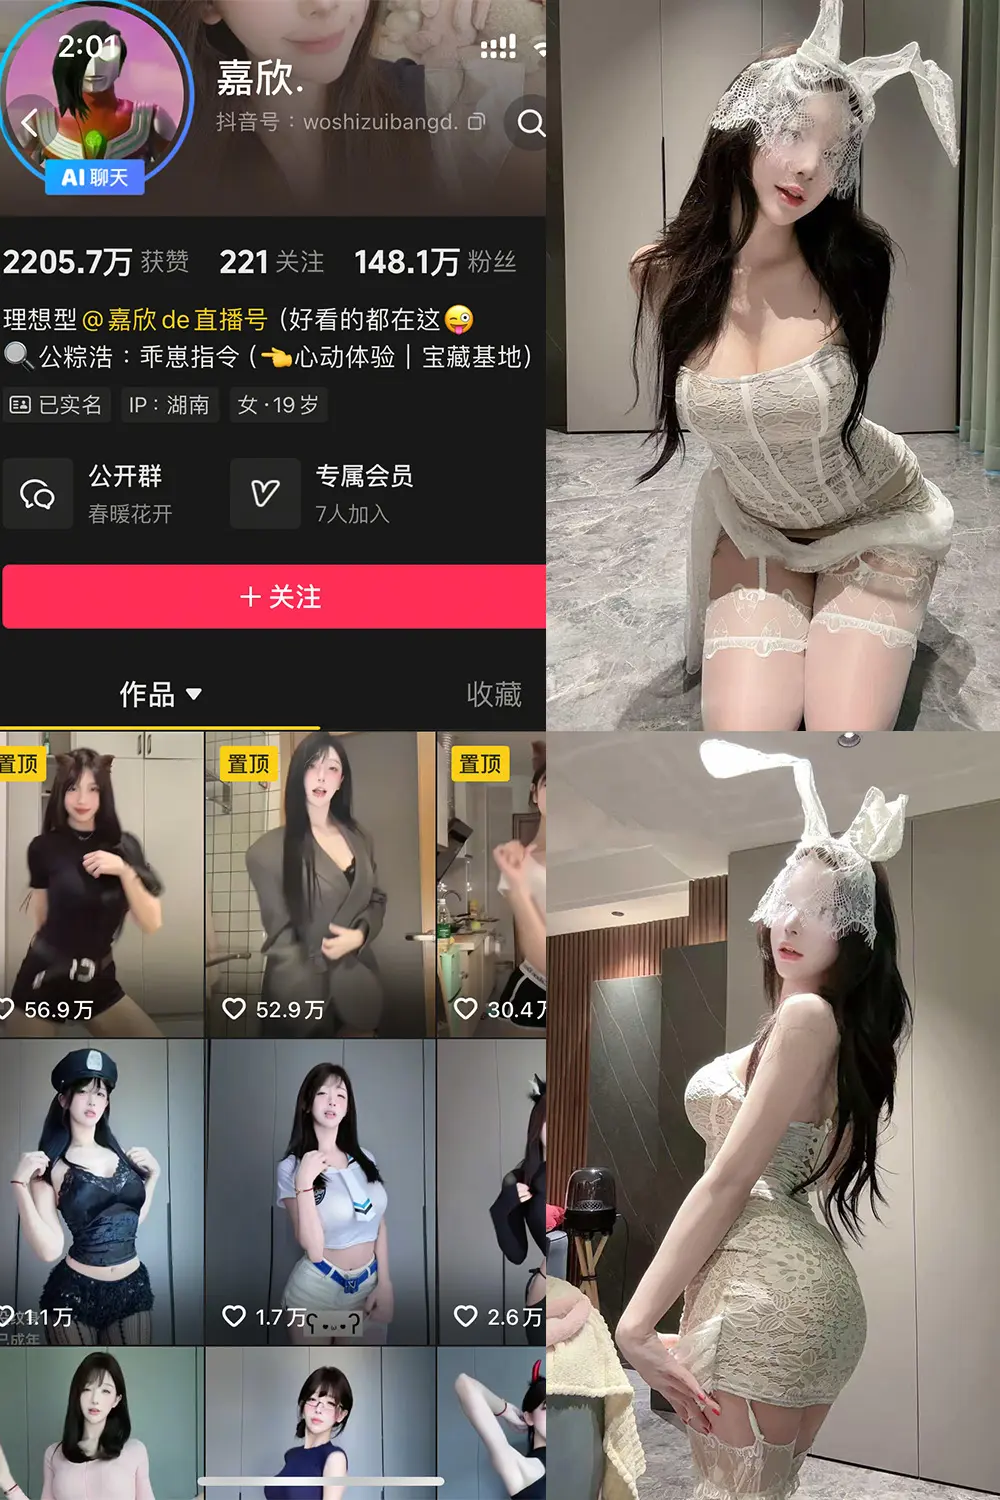 2:01
嘉欣.
抖音号：woshizuibangd.
AI 聊天
2205.7万 获赞 221 关注 148.1万 粉丝
理想型@嘉欣de直播号 (好看的都在这
公粽浩：乖崽指令 (👈心动体验｜宝藏基地)
已实名 IP：湖南 女·19岁
公开群 专属会员
春暖花开 7人加入
+ 关注
作品 收藏
置顶 置顶 置顶
56.9万 52.9万 30.4万
1.1万 1.7万 2.6万
已成年